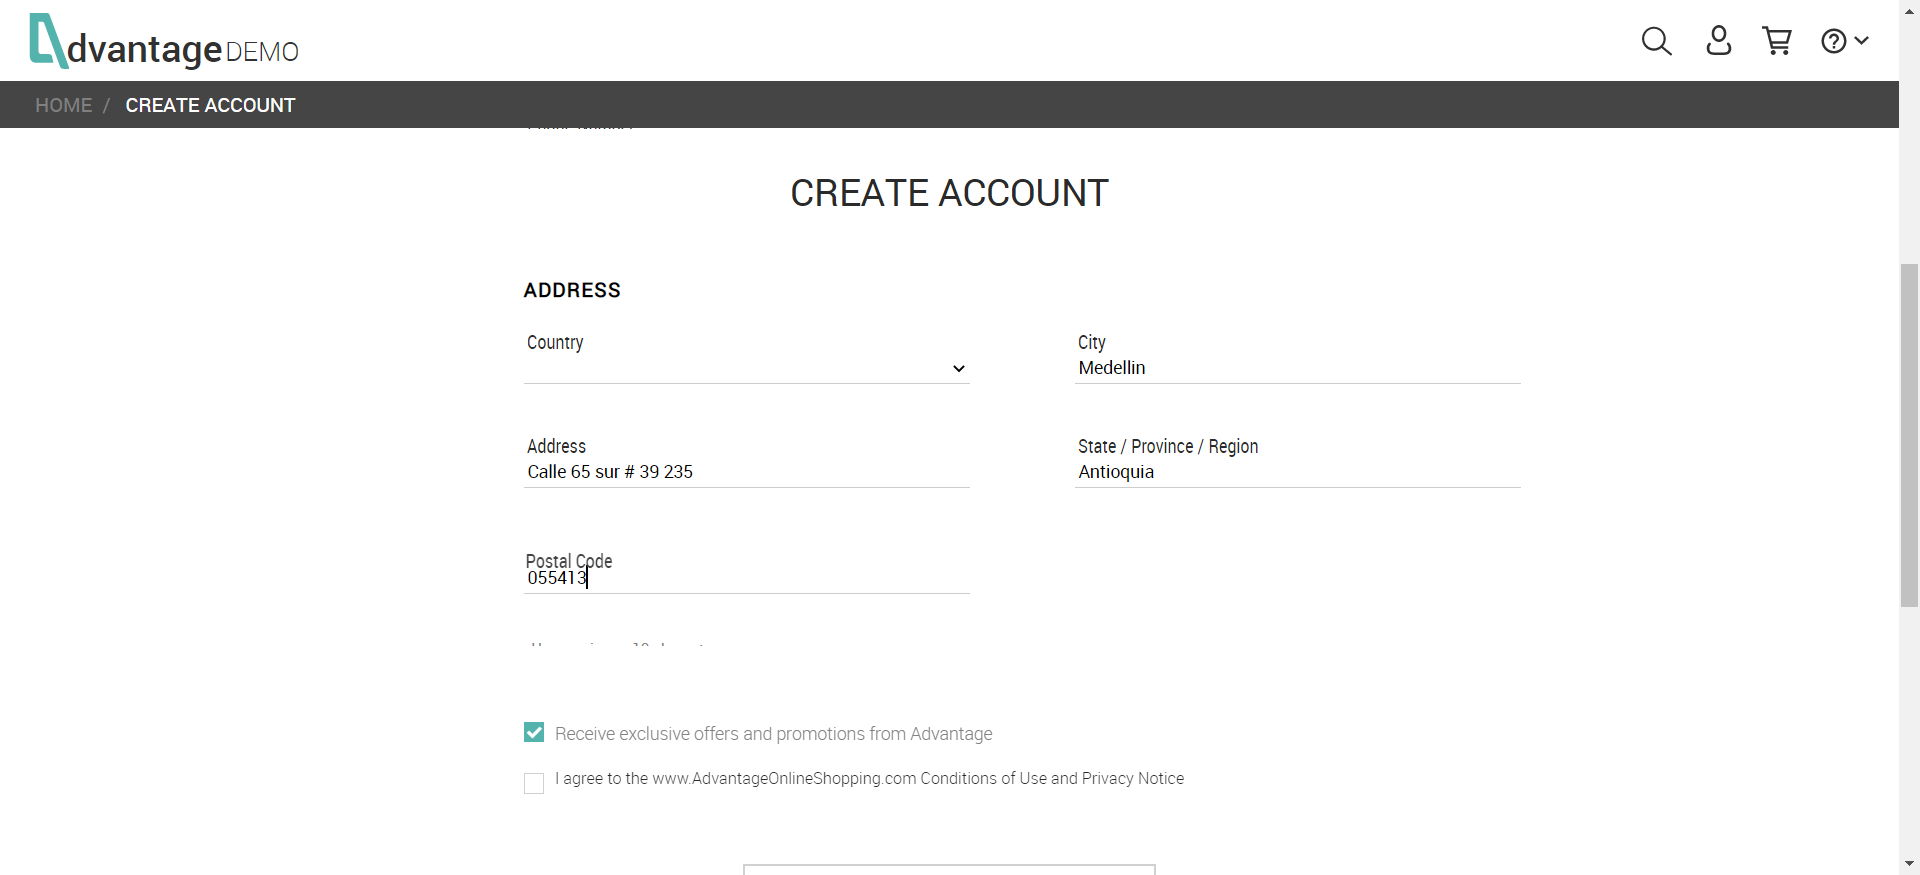 dvantage DEMO
HOME / CREATE ACCOUNT
CREATE ACCOUNT
ADDRESS
Country
City
Medellin
Address
Calle 65 sur # 39 235
State / Province / Region
Antioquia
Postal Code
055413
Receive exclusive offers and promotions from Advantage
I agree to the www.AdvantageOnlineShopping.com Conditions of Use and Privacy Notice